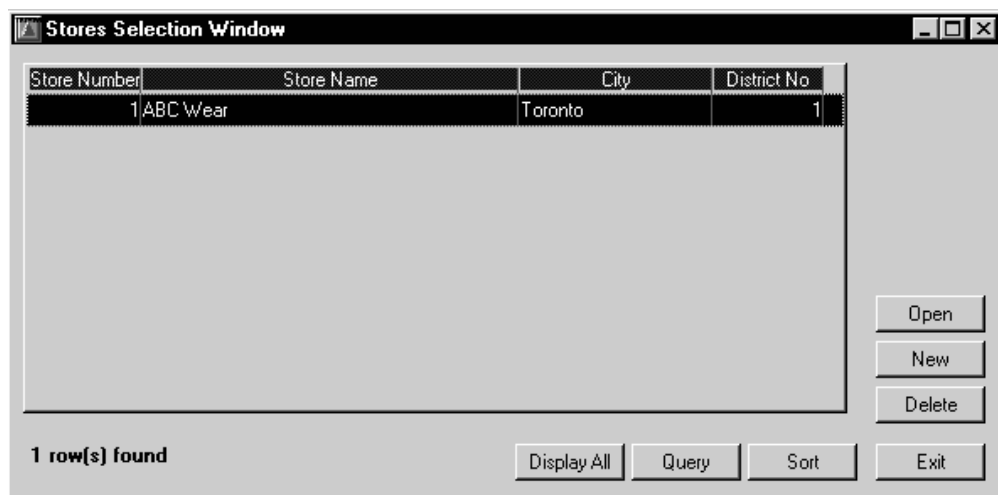 Stores Selection Window
Store Number Store Name City District No
1 ABC Wear Toronto 1
Open
New
Delete
1 row(s) found
Display All Query Sort Exit